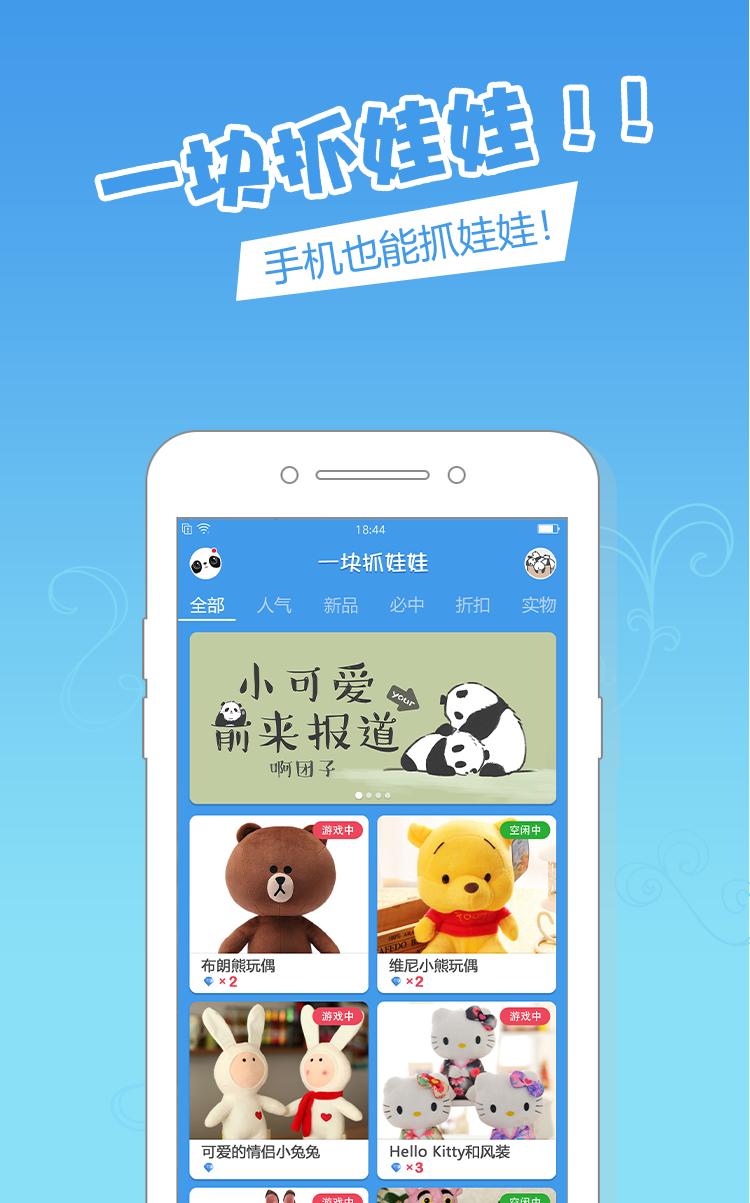 一块抓娃娃!!
手机也能抓娃娃!
18:44
一块抓娃娃
全部 人气 新品 必中 折扣 实物
小可爱
your
前来报道
啊团子
游戏中
空闲中
布朗熊玩偶
×2
维尼小熊玩偶
×2
游戏中
游戏中
可爱的情侣小兔兔
Hello Kitty和风装
×3
游戏中
空闲中